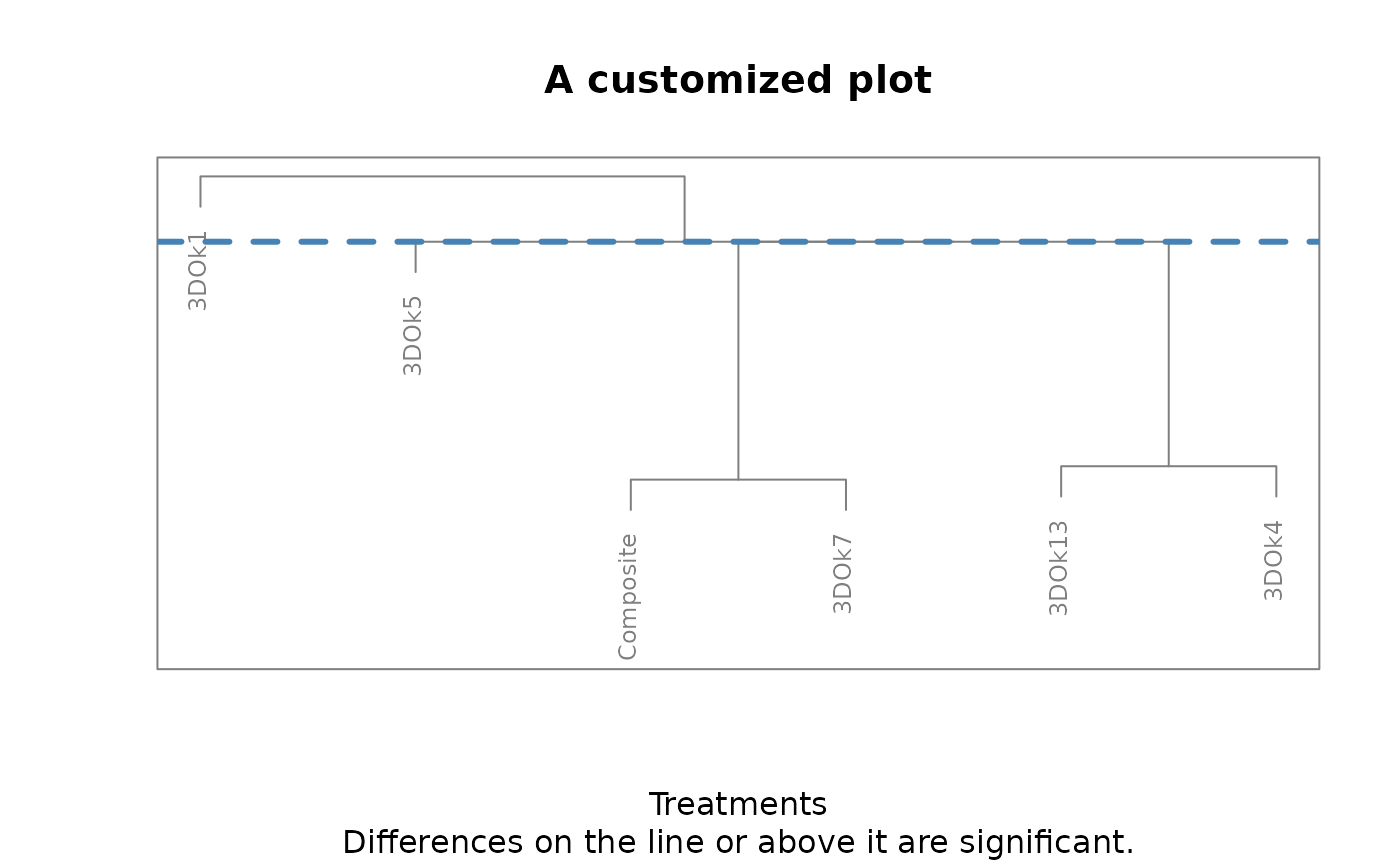 A customized plot
3DOk1
3DOk5
Composite
3DOk7
3DOk13
3DOk4
Treatments
Differences on the line or above it are significant.